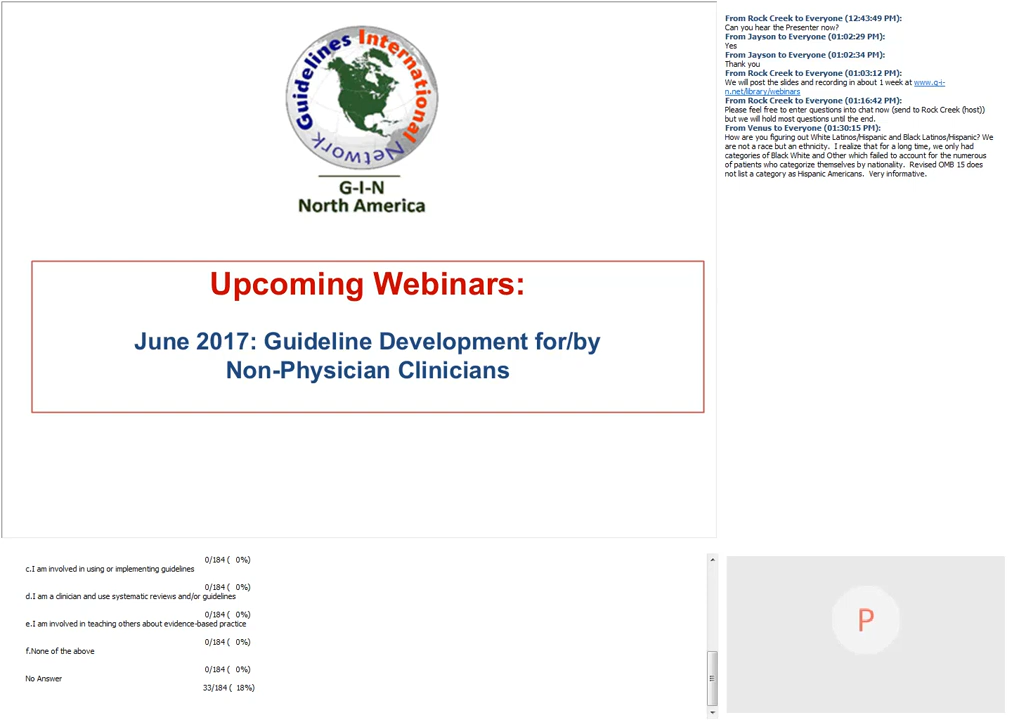 Guidelines International
Network
G-I-N
North America
Upcoming Webinars:
June 2017: Guideline Development for/by
Non-Physician Clinicians
From Rock Creek to Everyone (12:43:49 PM):
Can you hear the Presenter now?
From Jayson to Everyone (01:02:29 PM):
Yes
From Jayson to Everyone (01:02:34 PM):
Thank you
From Rock Creek to Everyone (01:03:12 PM):
We will post the slides and recording in about 1 week at www.g-i-
n.net/library/webinars
From Rock Creek to Everyone (01:16:42 PM):
Please feel free to enter questions into chat now (send to Rock Creek (host))
but we will hold most questions until the end.
From Venus to Everyone (01:30:15 PM):
How are you figuring out White Latinos/Hispanic and Black Latinos/Hispanic? We
are not a race but an ethnicity. I realize that for a long time, we only had
categories of Black White and Other which failed to account for the numerous
of patients who categorize themselves by nationality. Revised OMB 15 does
not list a category as Hispanic Americans. Very informative.
0/184 ( 0%)
c.I am involved in using or implementing guidelines
0/184 ( 0%)
d.I am a clinician and use systematic reviews and/or guidelines
0/184 ( 0%)
e.I am involved in teaching others about evidence-based practice
0/184 ( 0%)
f.None of the above
0/184 ( 0%)
No Answer
33/184 ( 18%)
P